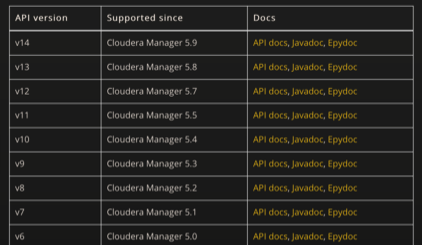 API version Supported since Docs
v14 Cloudera Manager 5.9 API docs, Javadoc, Epydoc
v13 Cloudera Manager 5.8 API docs, Javadoc, Epydoc
v12 Cloudera Manager 5.7 API docs, Javadoc, Epydoc
v11 Cloudera Manager 5.5 API docs, Javadoc, Epydoc
v10 Cloudera Manager 5.4 API docs, Javadoc, Epydoc
v9 Cloudera Manager 5.3 API docs, Javadoc, Epydoc
v8 Cloudera Manager 5.2 API docs, Javadoc, Epydoc
v7 Cloudera Manager 5.1 API docs, Javadoc, Epydoc
v6 Cloudera Manager 5.0 API docs, Javadoc, Epydoc